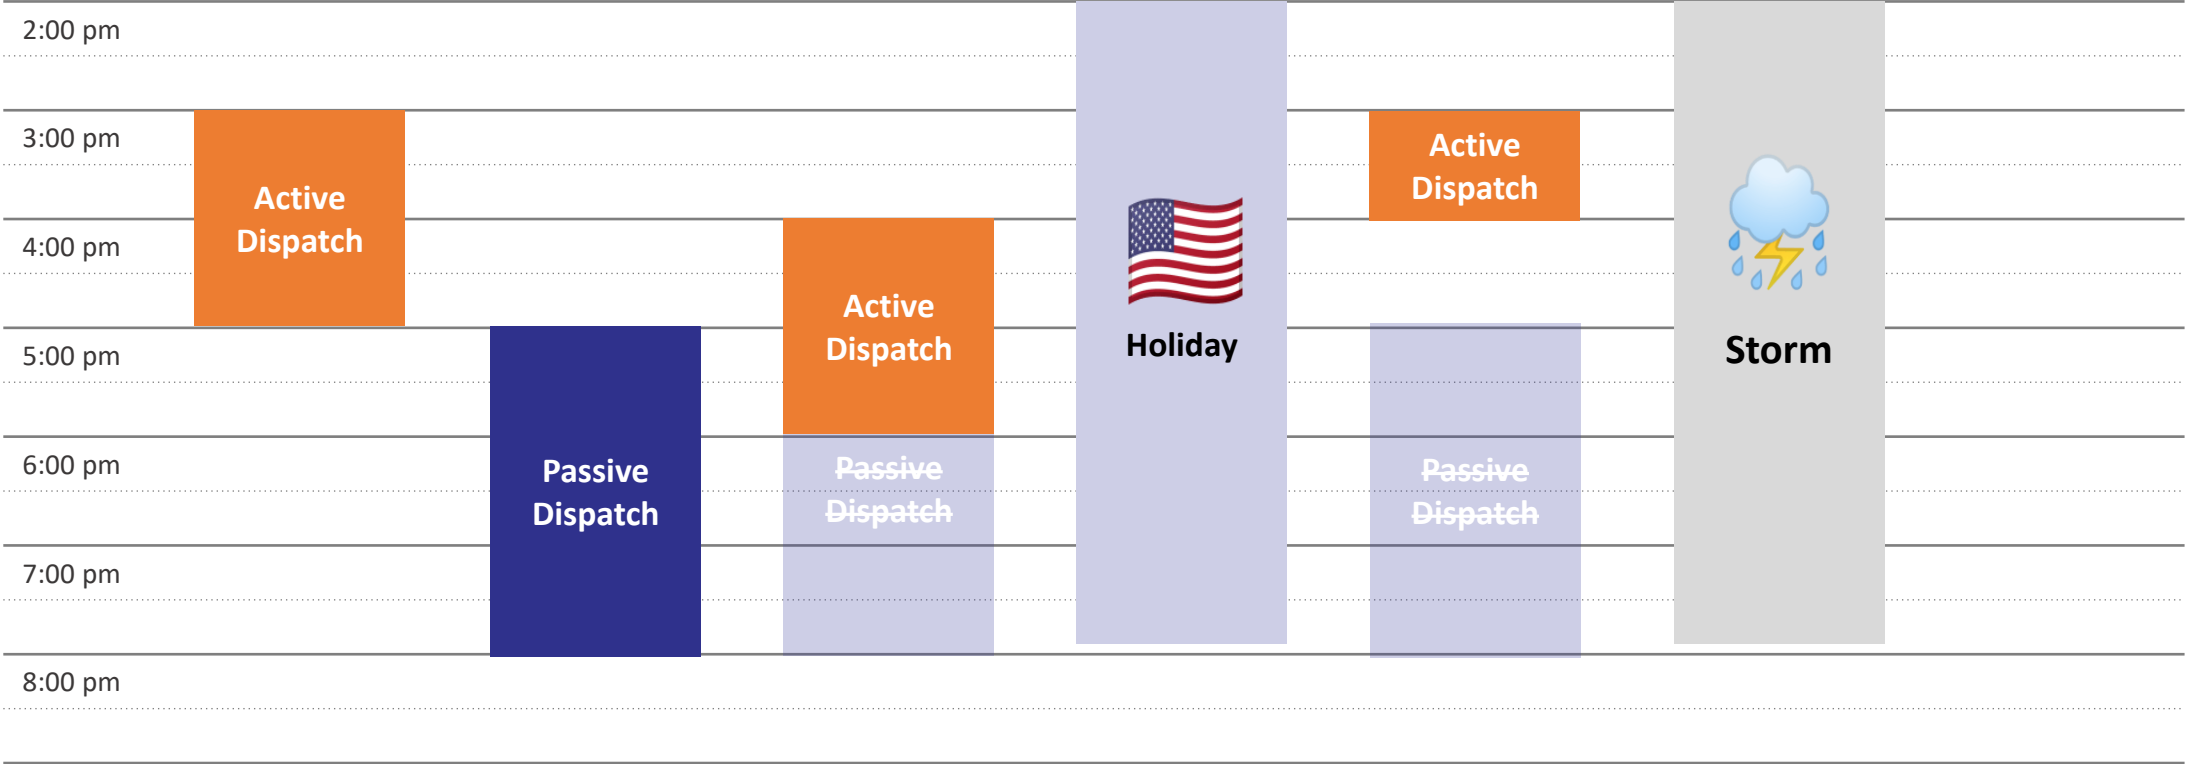 2:00 pm
3:00 pm
4:00 pm
5:00 pm
6:00 pm
7:00 pm
8:00 pm
Active
Dispatch
Passive
Dispatch
Active
Dispatch
Passive
Dispatch
Holiday
Active
Dispatch
Passive
Dispatch
Storm